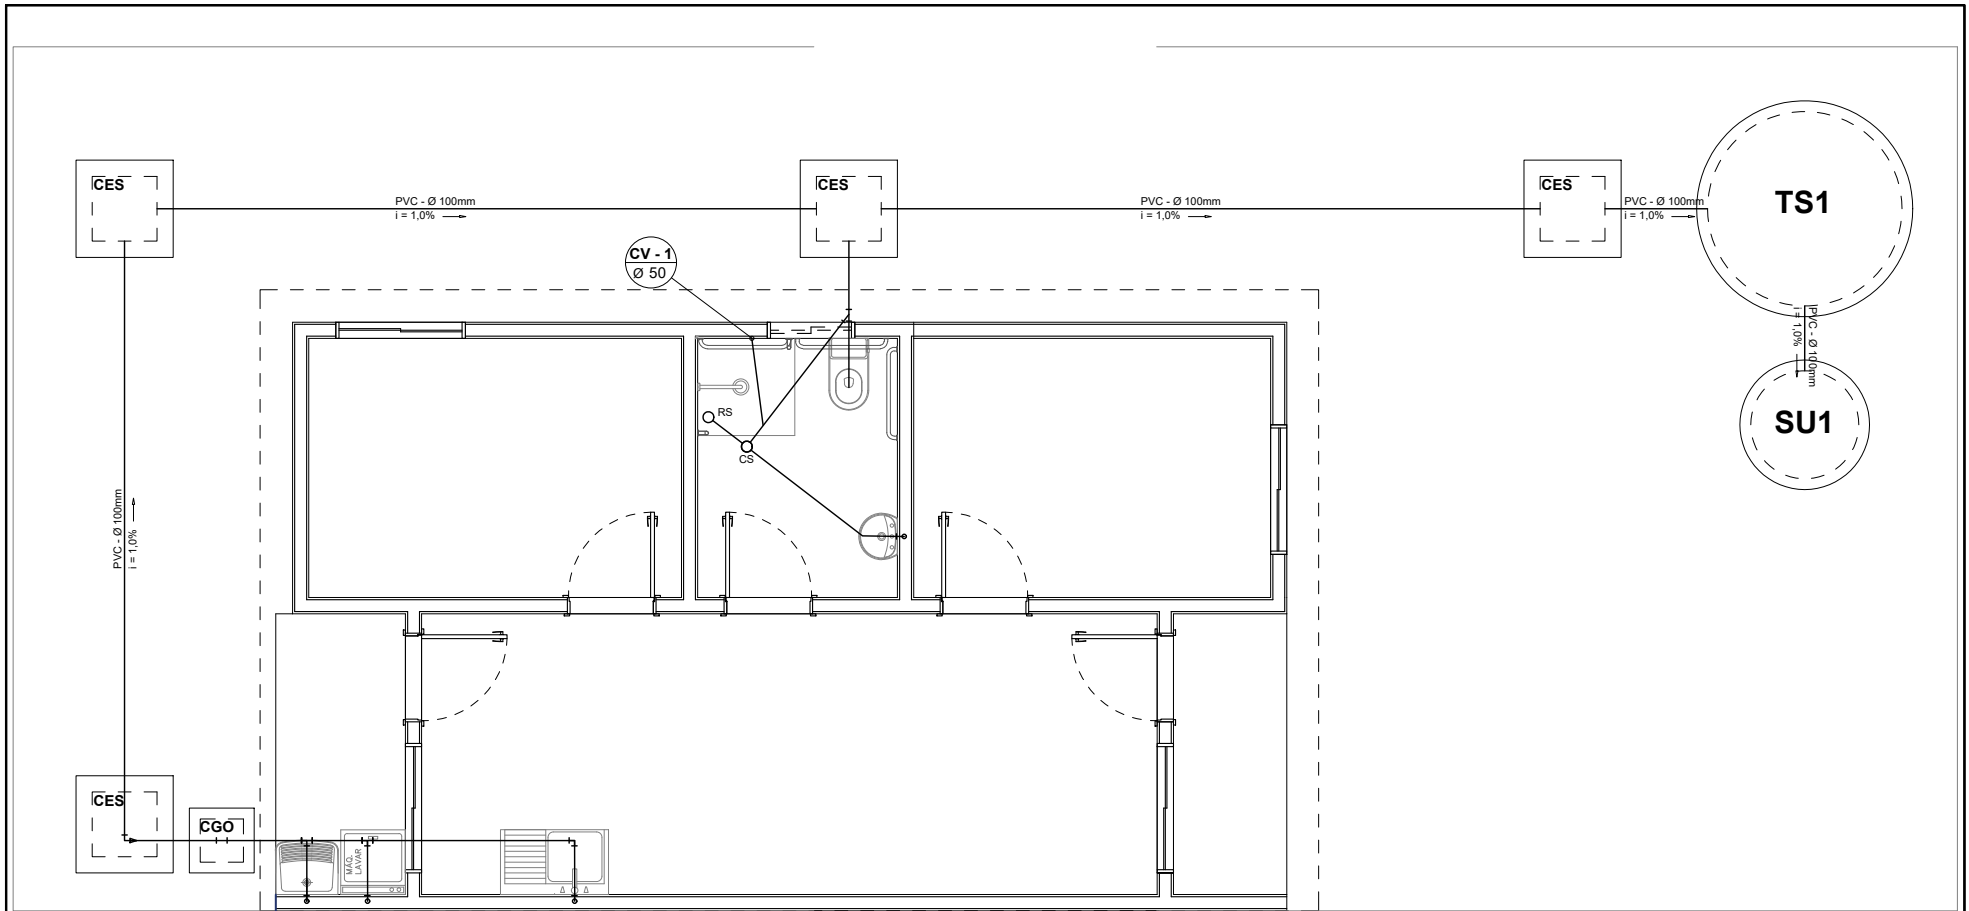 CES
CES
CES
TS1
PVC - Ø 100mm
i = 1,0%
PVC - Ø 100mm
i = 1,0%
PVC - Ø 100mm
i = 1,0%
CV - 1
Ø 50
PVC - Ø 100mm
i = 1,0%
SU1
RS
CS
PVC - Ø 100mm
i = 1,0%
CES
CGO
MÁQ.
LAVAR